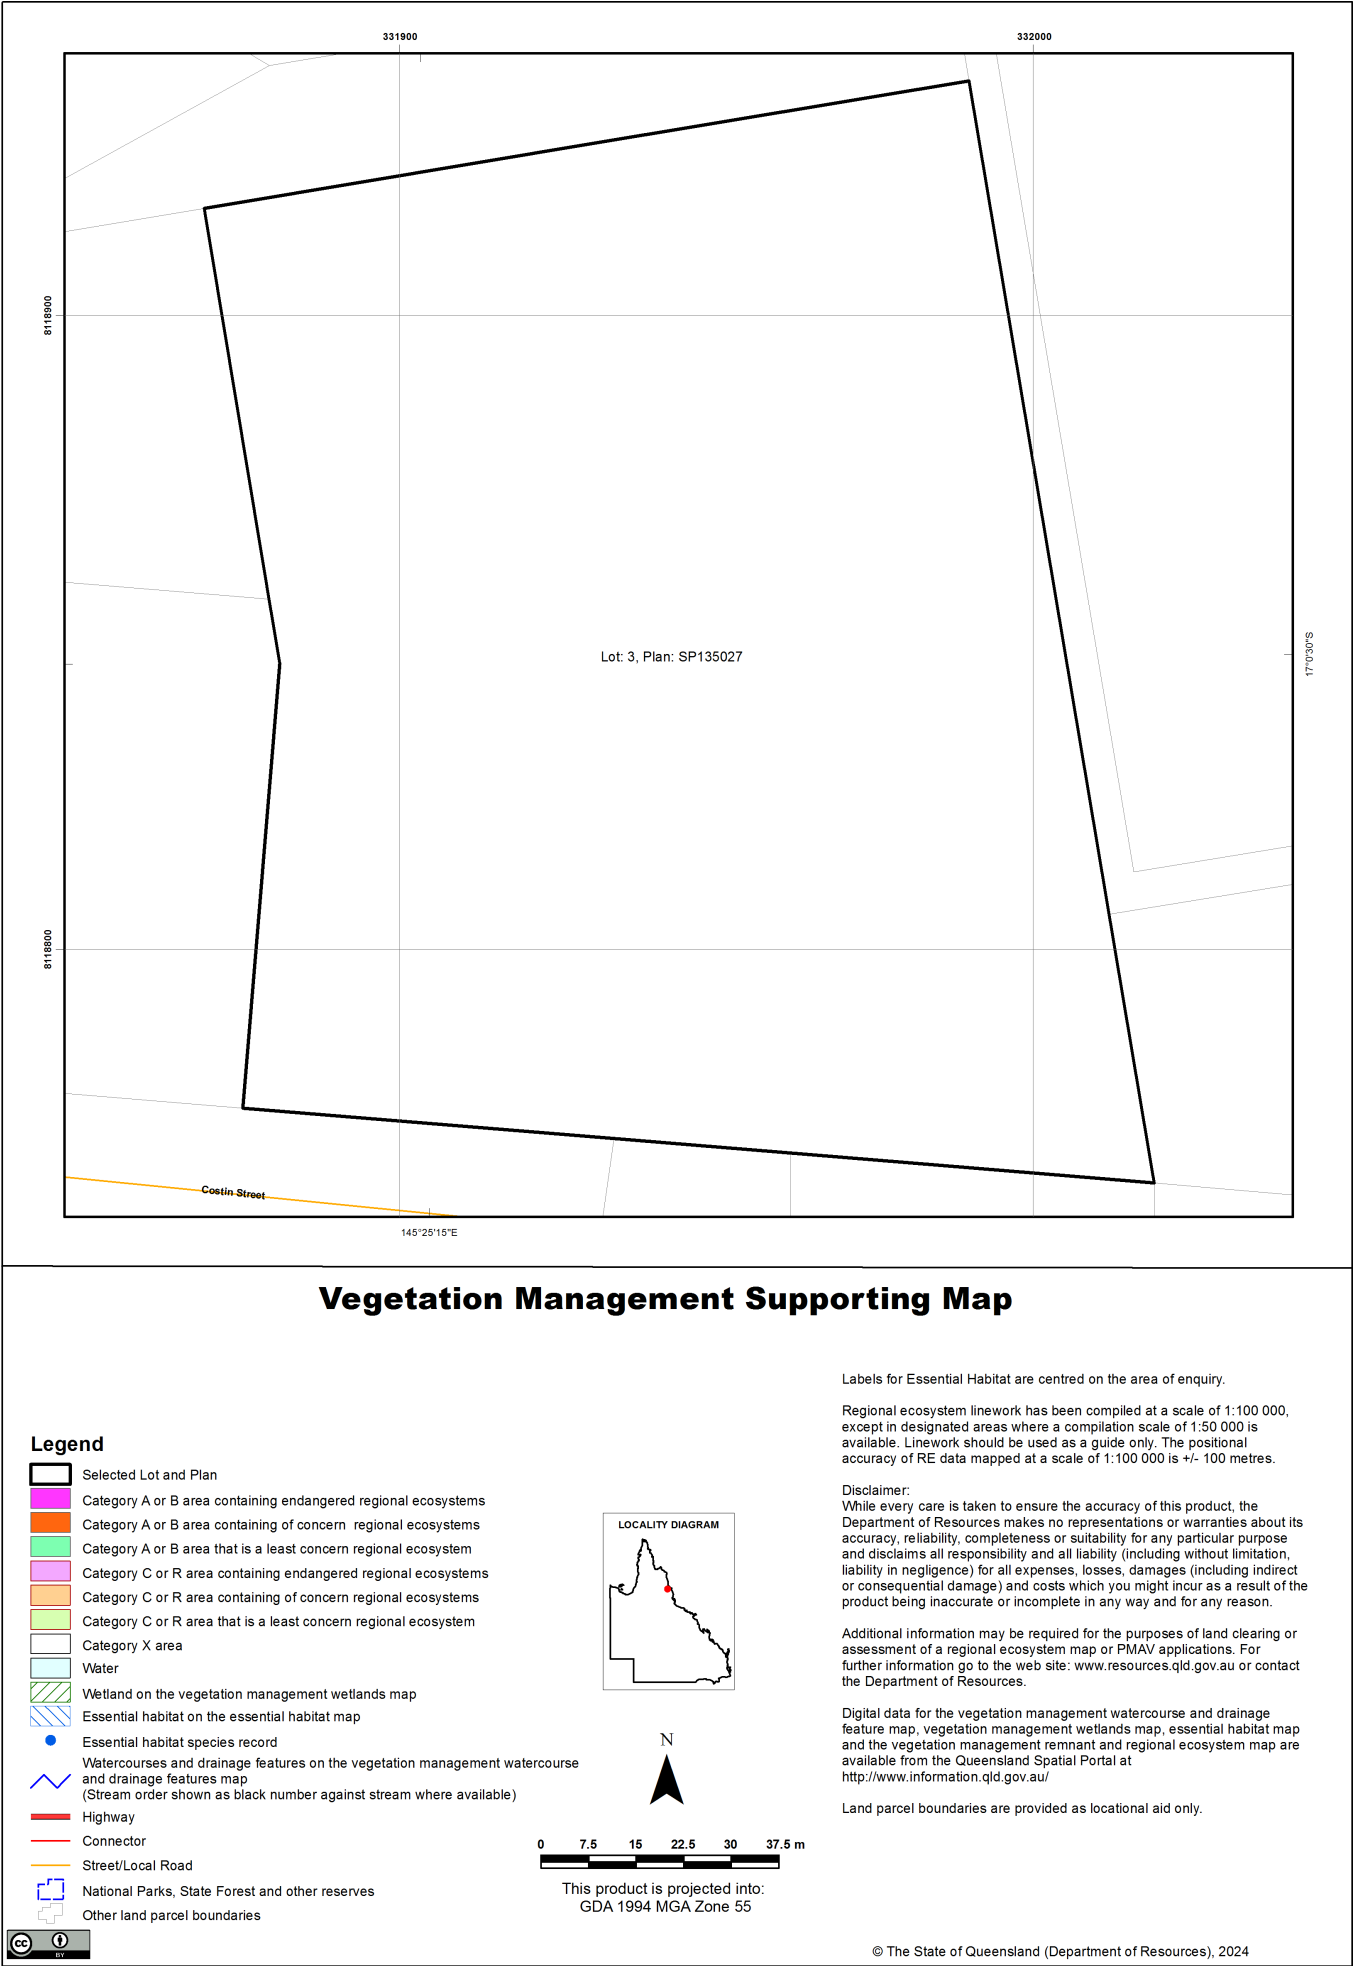 331900
332000
8118900
Lot: 3, Plan: SP135027
17°0'30"S
8118800
Costin Street
145°25'15"E
Vegetation Management Supporting Map
Legend
Selected Lot and Plan
Category A or B area containing endangered regional ecosystems
Category A or B area containing of concern  regional ecosystems
Category A or B area that is a least concern regional ecosystem
Category C or R area containing endangered regional ecosystems
Category C or R area containing of concern regional ecosystems
Category C or R area that is a least concern regional ecosystem
Category X area
Water
Wetland on the vegetation management wetlands map
Essential habitat on the essential habitat map
Essential habitat species record
Watercourses and drainage features on the vegetation management watercourse
and drainage features map
(Stream order shown as black number against stream where available)
Highway
Connector
Street/Local Road
National Parks, State Forest and other reserves
Other land parcel boundaries
cc
BY
LOCALITY DIAGRAM
N
0 7.5 15 22.5 30 37.5 m
This product is projected into:
GDA 1994 MGA Zone 55
Labels for Essential Habitat are centred on the area of enquiry.
Regional ecosystem linework has been compiled at a scale of 1:100 000,
except in designated areas where a compilation scale of 1:50 000 is
available. Linework should be used as a guide only. The positional
accuracy of RE data mapped at a scale of 1:100 000 is +/- 100 metres.
Disclaimer:
While every care is taken to ensure the accuracy of this product, the
Department of Resources makes no representations or warranties about its
accuracy, reliability, completeness or suitability for any particular purpose
and disclaims all responsibility and all liability (including without limitation,
liability in negligence) for all expenses, losses, damages (including indirect
or consequential damage) and costs which you might incur as a result of the
product being inaccurate or incomplete in any way and for any reason.
Additional information may be required for the purposes of land clearing or
assessment of a regional ecosystem map or PMAV applications. For
further information go to the web site: www.resources.qld.gov.au or contact
the Department of Resources.
Digital data for the vegetation management watercourse and drainage
feature map, vegetation management wetlands map, essential habitat map
and the vegetation management remnant and regional ecosystem map are
available from the Queensland Spatial Portal at
http://www.information.qld.gov.au/
Land parcel boundaries are provided as locational aid only.
© The State of Queensland (Department of Resources), 2024